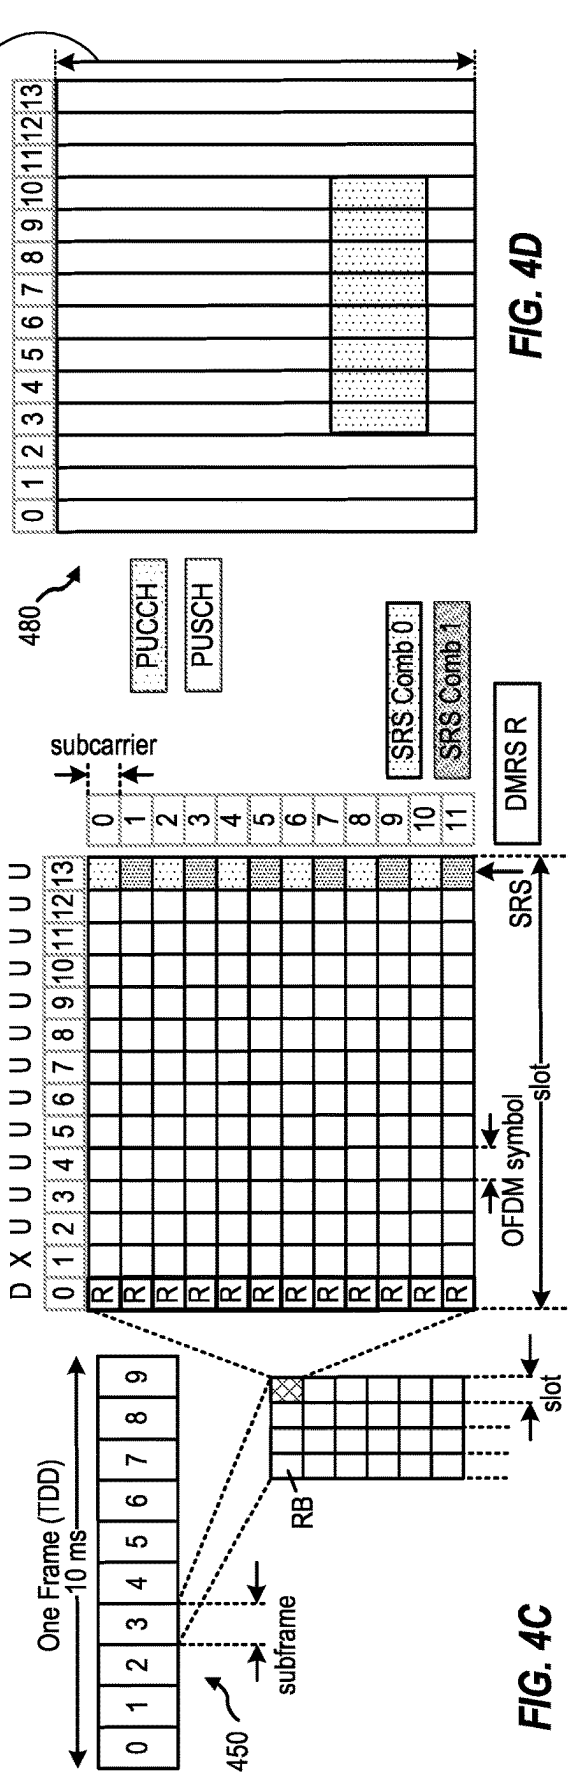 One Frame (TDD)
10 ms
0 1 2 3 4 5 6 7 8 9
450
subframe
RB
slot
D X U U U U U U U U U U U U
0 1 2 3 4 5 6 7 8 9 10 11 12 13
R
R
R
R
R
R
R
R
R
R
R
R
subcarrier
0
1
2
3
4
5
6
7
8
9
10
11
OFDM symbol
SRS
slot
SRS Comb 0
SRS Comb 1
DMRS R
FIG. 4C
480
PUCCH
PUSCH
0 1 2 3 4 5 6 7 8 9 10 11 12 13
FIG. 4D